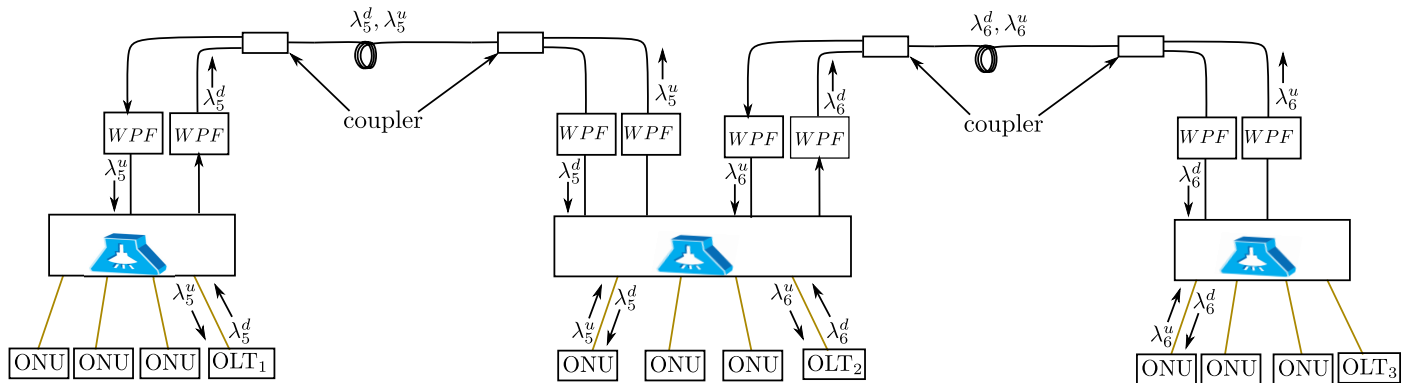 λ₅ᵈ, λ₅ᵘ
λ₆ᵈ, λ₆ᵘ
λ₅ᵈ
λ₅ᵘ
λ₆ᵈ
λ₆ᵘ
coupler
coupler
WPF WPF WPF WPF WPF WPF WPF WPF
λ₅ᵘ
λ₅ᵈ
λ₆ᵘ
λ₆ᵈ
λ₅ᵘ
λ₅ᵈ
λ₅ᵘ
λ₅ᵈ
λ₆ᵘ
λ₆ᵈ
λ₆ᵘ
λ₆ᵈ
ONU ONU ONU OLT₁
ONU ONU ONU OLT₂
ONU ONU ONU OLT₃